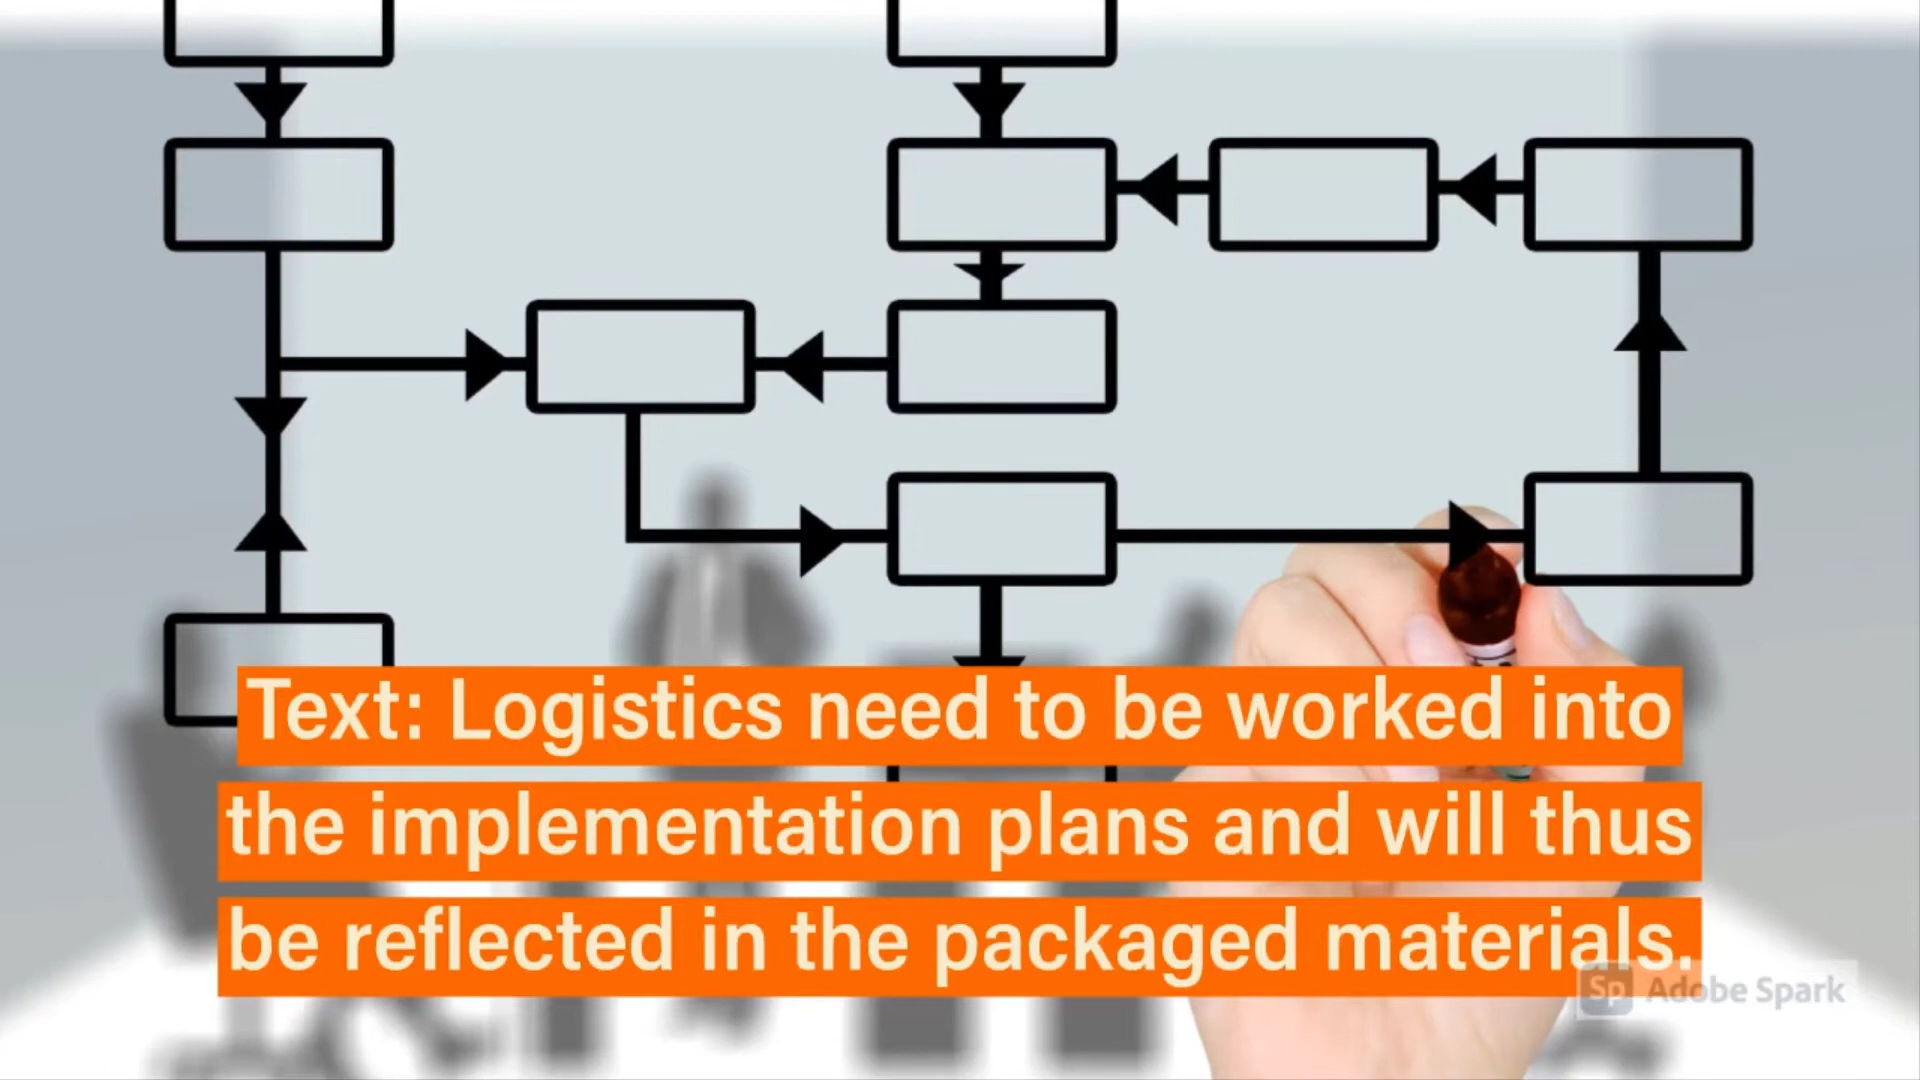 Text: Logistics need to be worked into
the implementation plans and will thus
be reflected in the packaged materials.
Sp Adobe Spark